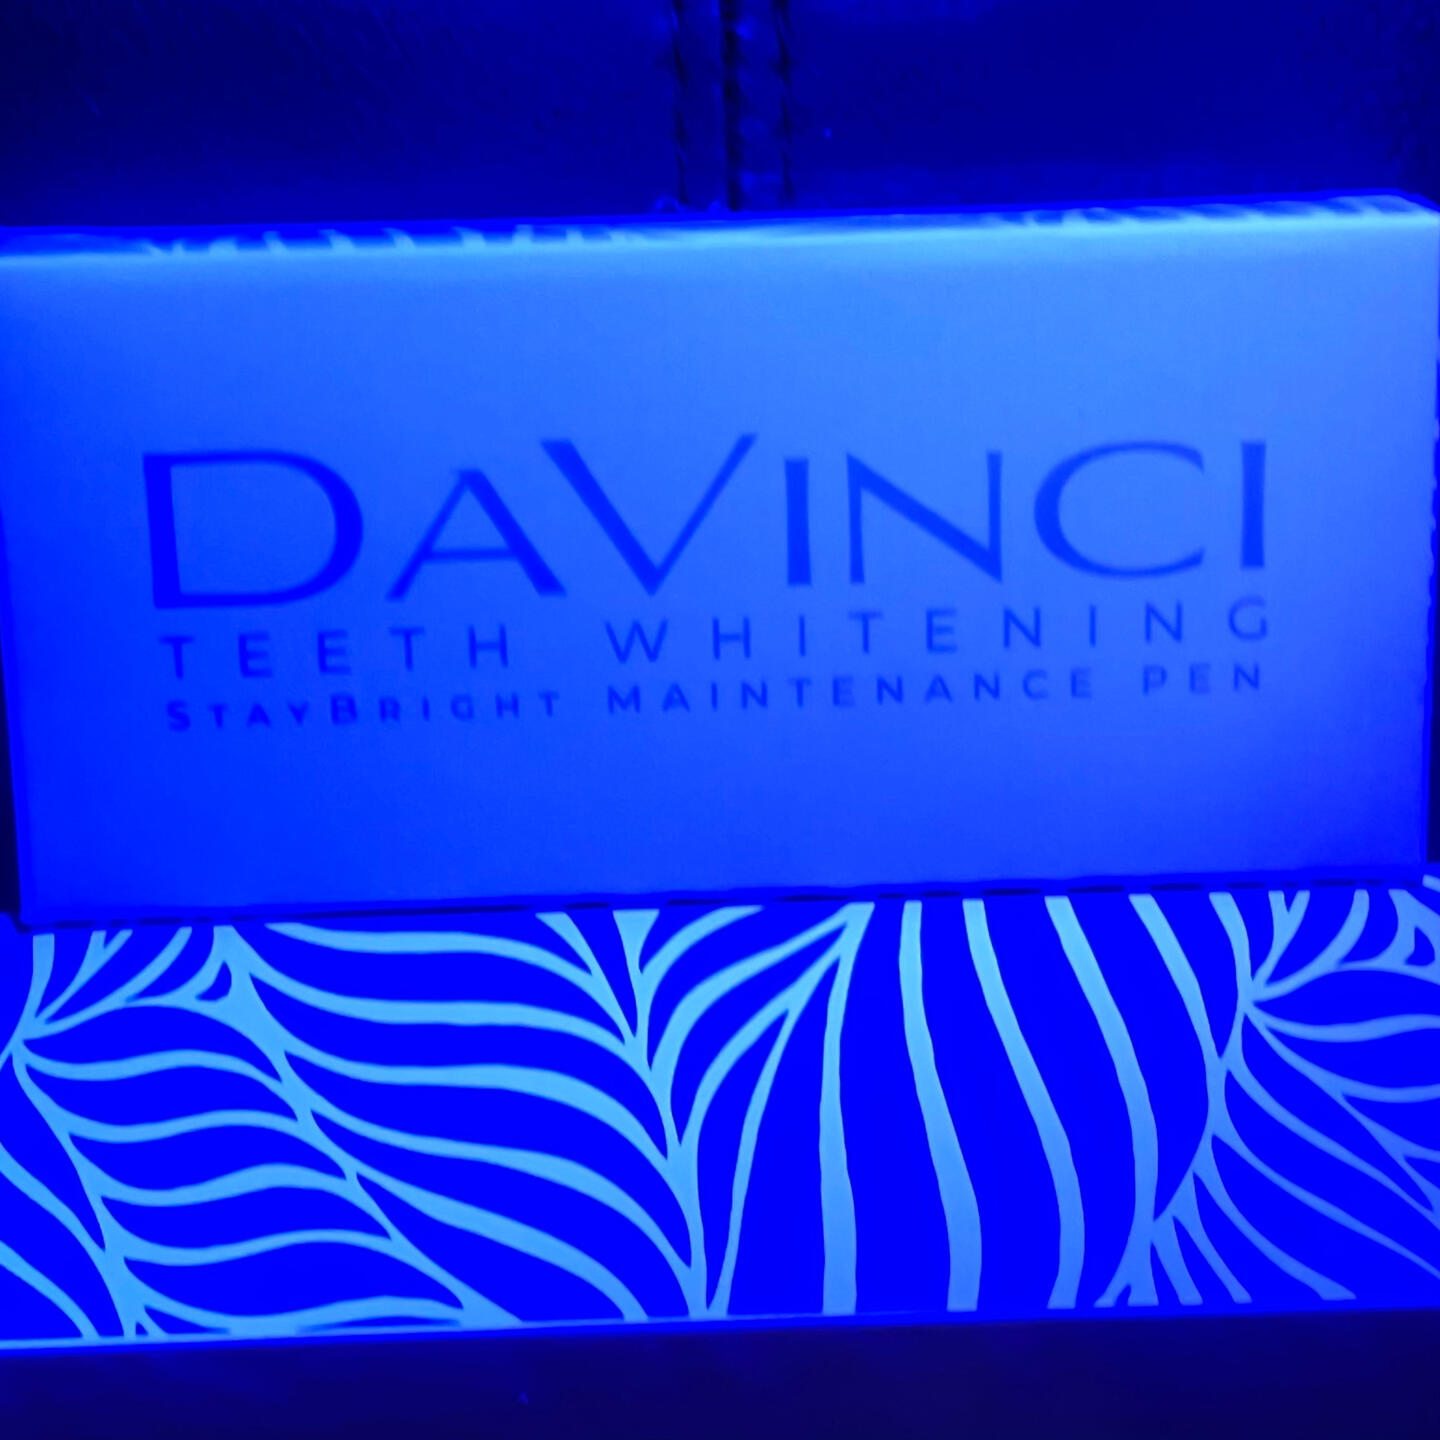 DAVINCI
TEETH WHITENING
STAYBRIGHT MAINTENANCE PEN